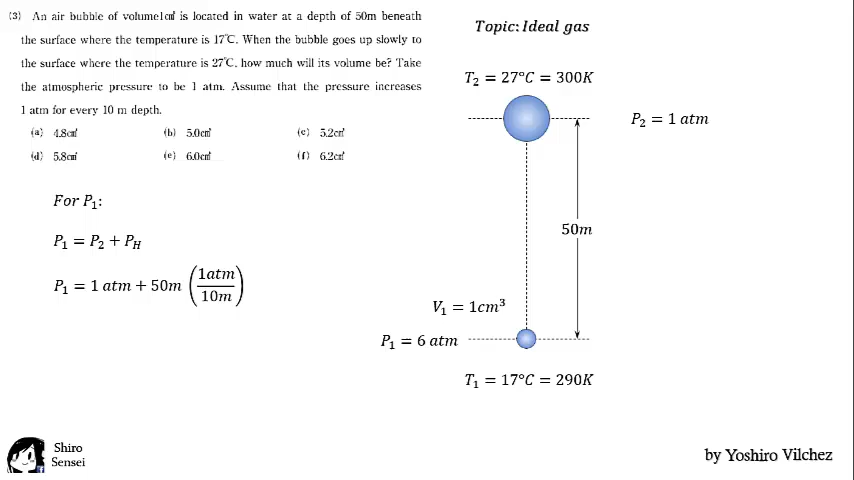 (3) An air bubble of volume1㎤ is located in water at a depth of 50m beneath
the surface where the temperature is 17℃. When the bubble goes up slowly to
the surface where the temperature is 27℃, how much will its volume be? Take
the atmospheric pressure to be 1 atm. Assume that the pressure increases
1 atm for every 10 m depth.
(a) 4.8㎤ (b) 5.0㎤ (c) 5.2㎤
(d) 5.8㎤ (e) 6.0㎤ (f) 6.2㎤
For P₁:
P₁ = P₂ + P_H
P₁ = 1 atm + 50m (1atm/10m)
Topic: Ideal gas
T₂ = 27°C = 300K
P₂ = 1 atm
50m
V₁ = 1cm³
P₁ = 6 atm
T₁ = 17°C = 290K
Shiro
Sensei
by Yoshiro Vilchez